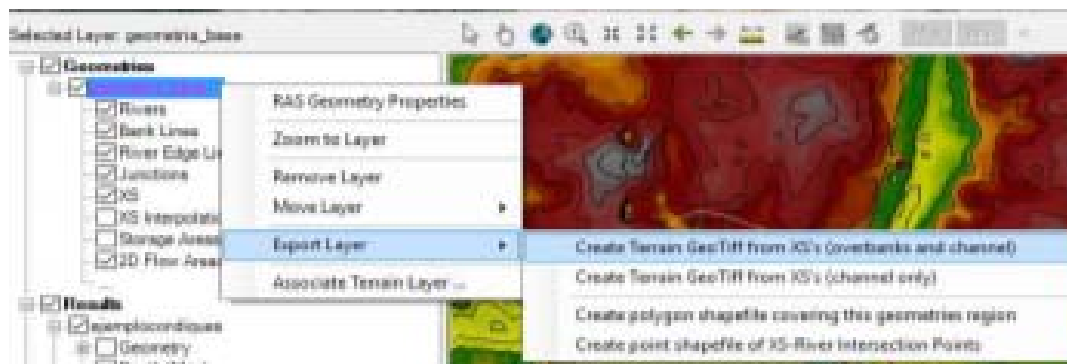 Selected Layer: geometria_base
Geometries
Rivers
Bank Lines
River Edge Li
Junctions
XS
XS Interpolatio
Storage Areas
2D Flow Areas
Results
ejemplocondiques
Geometry
RAS Geometry Properties
Zoom to Layer
Remove Layer
Move Layer
Export Layer
Associate Terrain Layer ...
Create Terrain GeoTiff from XS's (overbanks and channel)
Create Terrain GeoTiff from XS's (channel only)
Create polygon shapefile covering this geometries region
Create point shapefile of XS-River Intersection Points